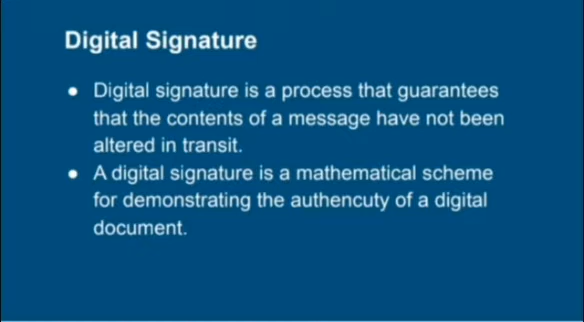 Digital Signature
● Digital signature is a process that guarantees
that the contents of a message have not been
altered in transit.
● A digital signature is a mathematical scheme
for demonstrating the authencuty of a digital
document.